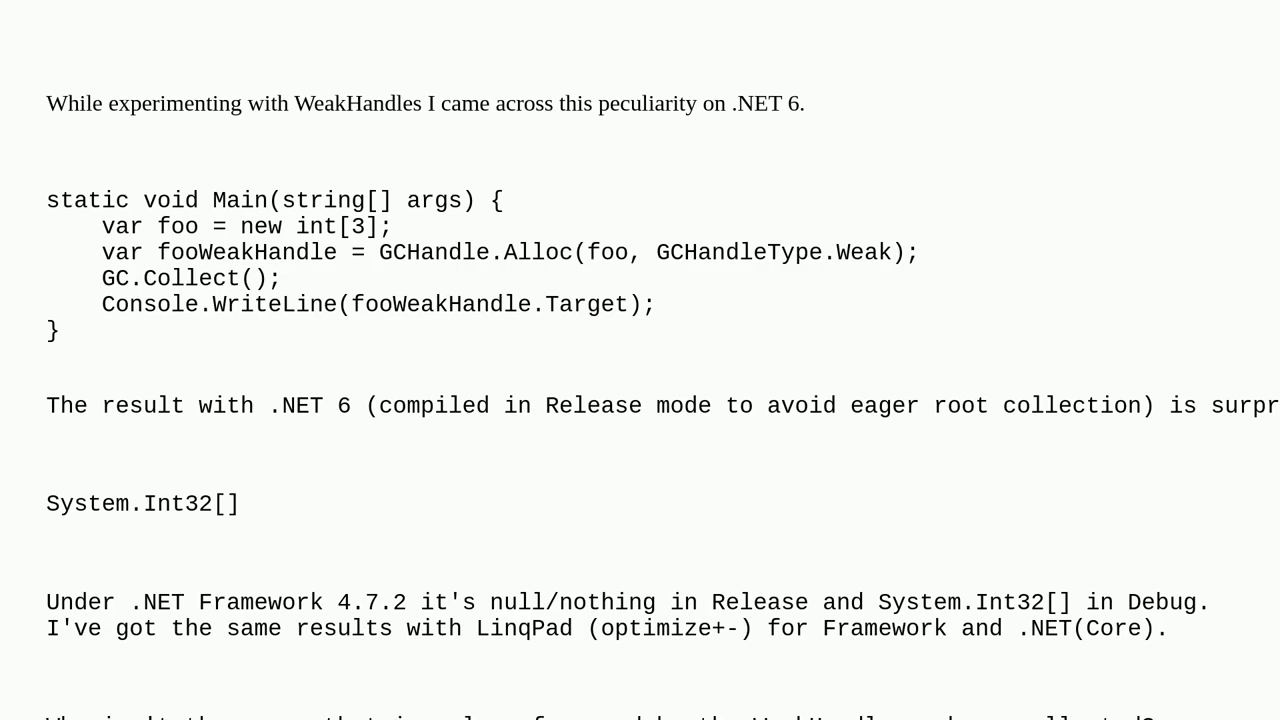 While experimenting with WeakHandles I came across this peculiarity on .NET 6.
static void Main(string[] args) {
    var foo = new int[3];
    var fooWeakHandle = GCHandle.Alloc(foo, GCHandleType.Weak);
    GC.Collect();
    Console.WriteLine(fooWeakHandle.Target);
}
The result with .NET 6 (compiled in Release mode to avoid eager root collection) is
System.Int32[]
Under .NET Framework 4.7.2 it's null/nothing in Release and System.Int32[] in Debug.
I've got the same results with LinqPad (optimize+-) for Framework and .NET(Core).